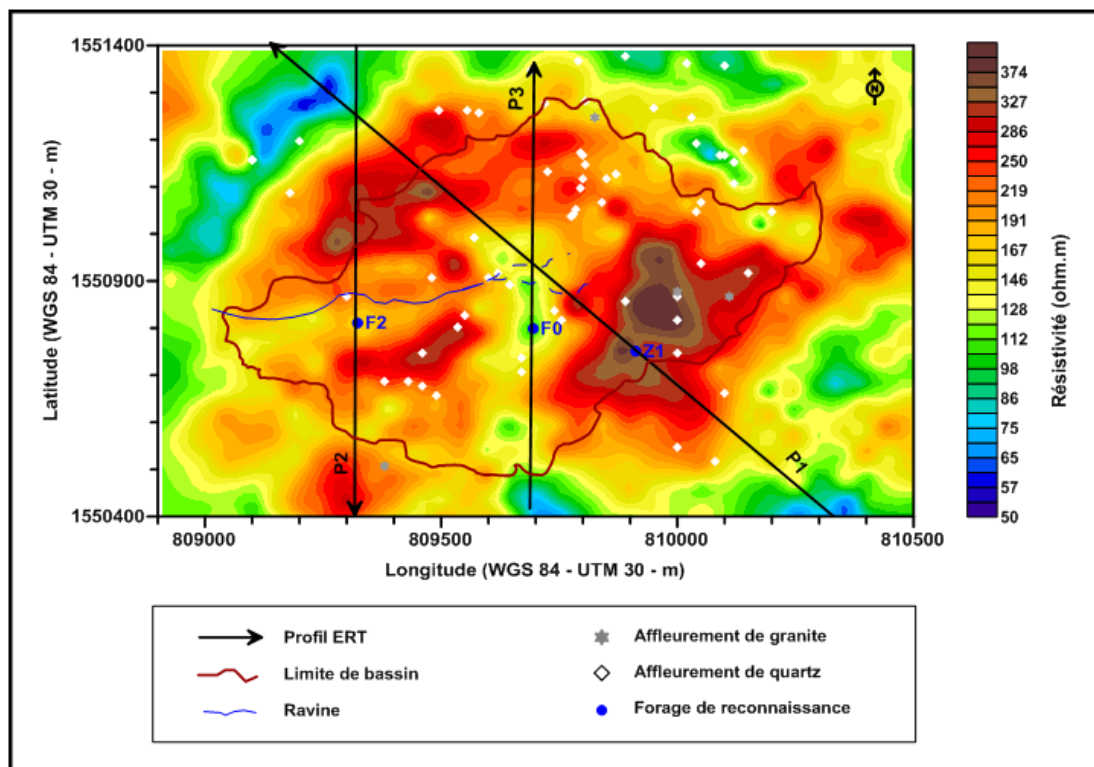 1551400
1550900
1550400
Latitude (WGS 84 - UTM 30 - m)
809000
809500
810000
810500
Longitude (WGS 84 - UTM 30 - m)
P3
P2
P1
F2
F0
Z1
N
374
327
286
250
219
191
167
146
128
112
98
86
75
65
57
50
Résistivité (ohm.m)
Profil ERT
Affleurement de granite
Limite de bassin
Affleurement de quartz
Ravine
Forage de reconnaissance